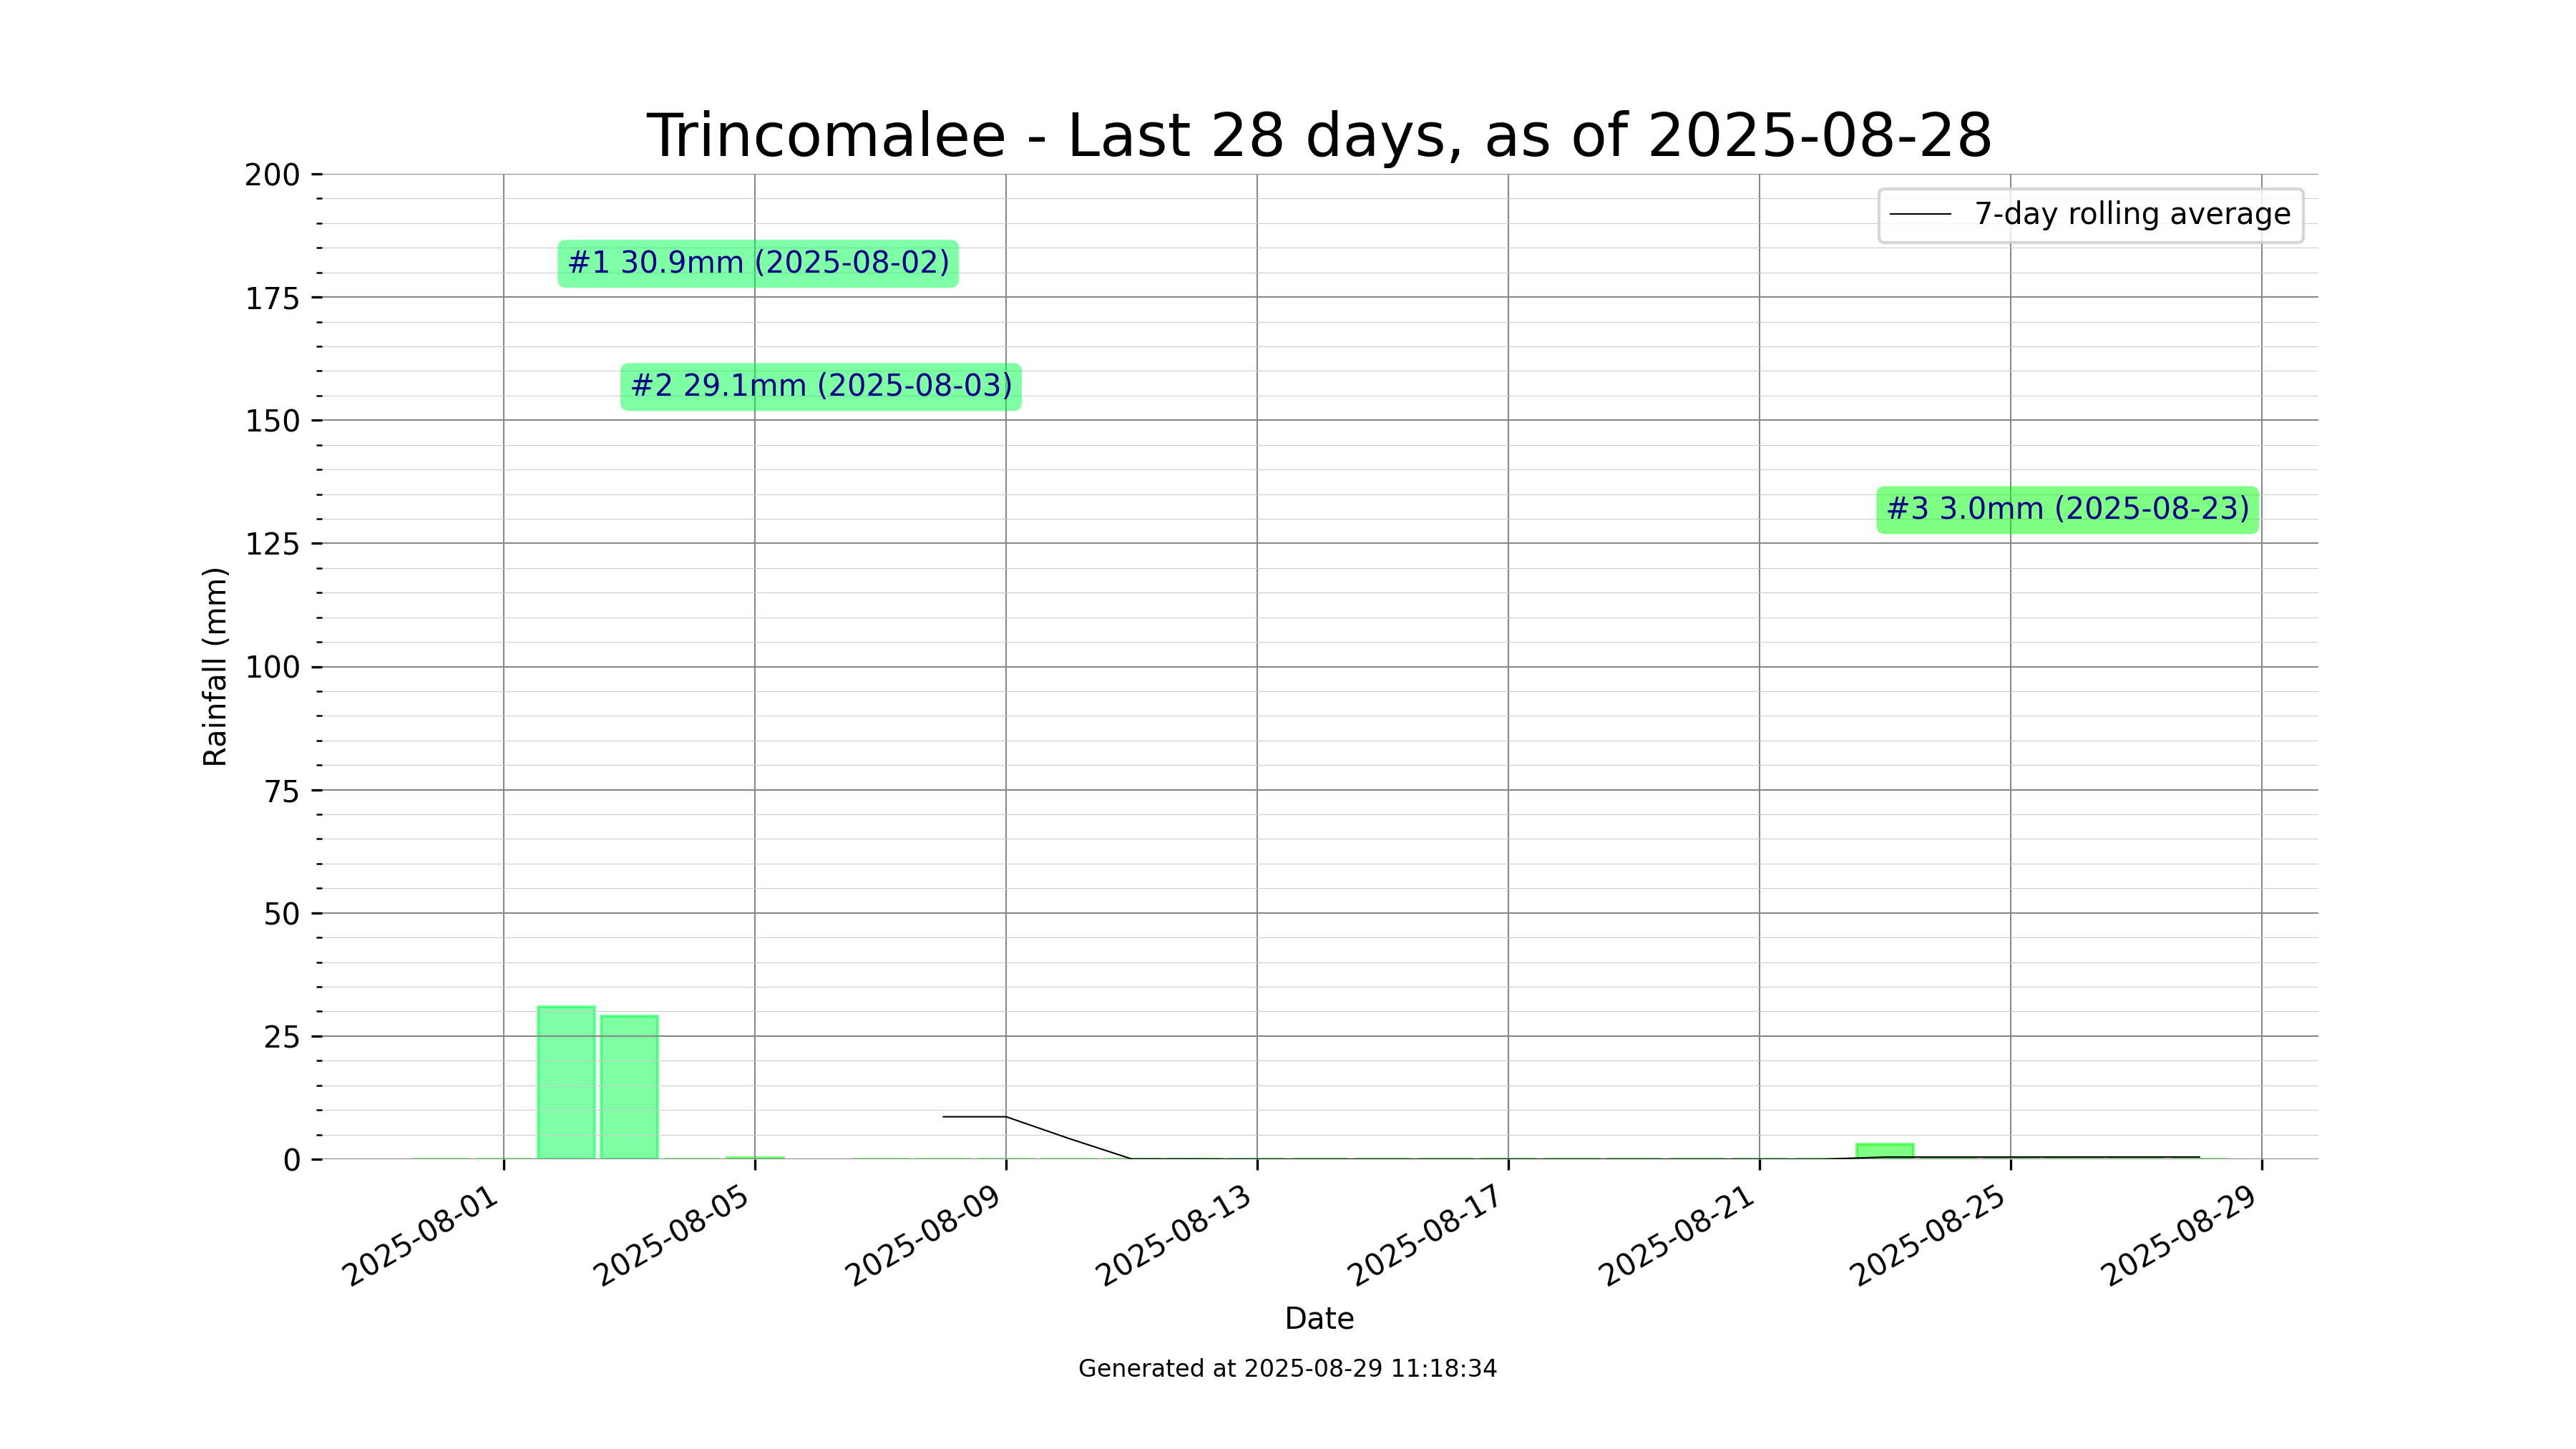 Trincomalee - Last 28 days, as of 2025-08-28
200
175
150
125
100
75
50
25
0
Rainfall (mm)
7-day rolling average
#1 30.9mm (2025-08-02)
#2 29.1mm (2025-08-03)
#3 3.0mm (2025-08-23)
2025-08-01
2025-08-05
2025-08-09
2025-08-13
2025-08-17
2025-08-21
2025-08-25
2025-08-29
Date
Generated at 2025-08-29 11:18:34